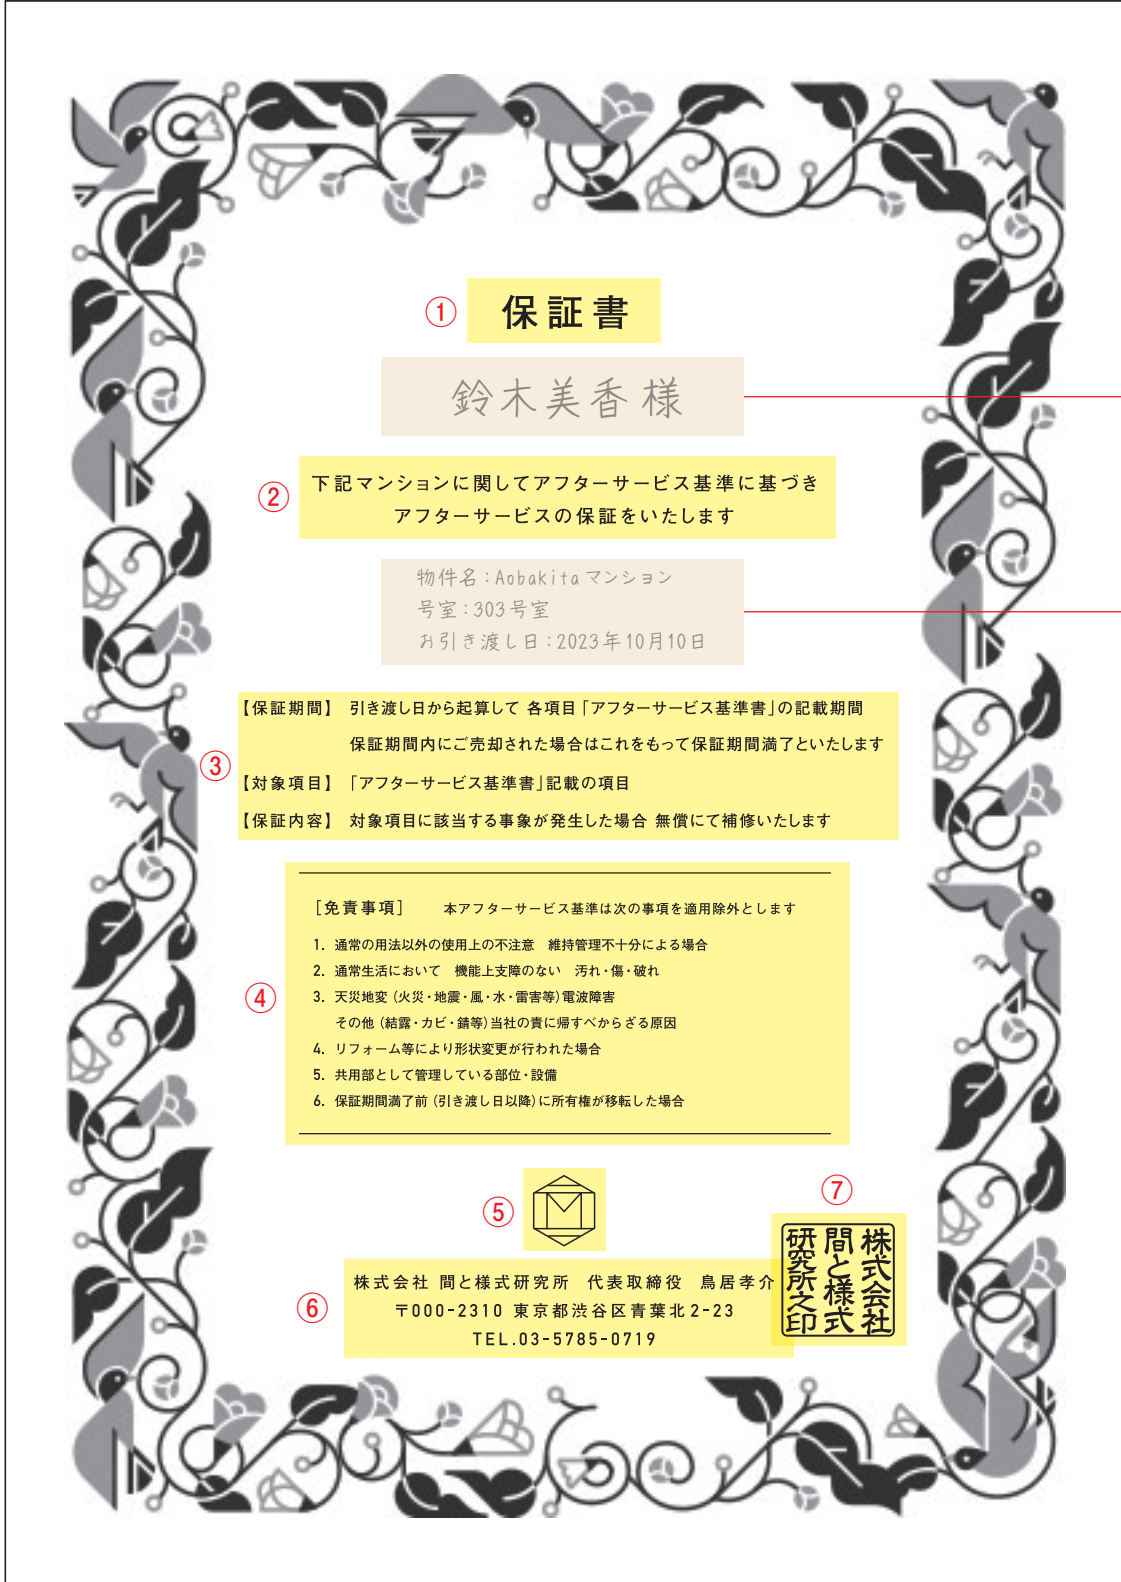 ① 保証書
鈴木美香様
② 下記マンションに関してアフターサービス基準に基づき
アフターサービスの保証をいたします
物件名：Aobakitaマンション
号室：303号室
お引き渡し日：2023年10月10日
③
【保証期間】 引き渡し日から起算して 各項目「アフターサービス基準書」の記載期間
保証期間内にご売却された場合はこれをもって保証期間満了といたします
【対象項目】 「アフターサービス基準書」記載の項目
【保証内容】 対象項目に該当する事象が発生した場合 無償にて補修いたします
④
［免責事項］ 本アフターサービス基準は次の事項を適用除外とします
1. 通常の用法以外の使用上の不注意 維持管理不十分による場合
2. 通常生活において 機能上支障のない 汚れ・傷・破れ
3. 天災地変（火災・地震・風・水・雷害等）電波障害
その他（結露・カビ・錆等）当社の責に帰すべからざる原因
4. リフォーム等により形状変更が行われた場合
5. 共用部として管理している部位・設備
6. 保証期間満了前（引き渡し日以降）に所有権が移転した場合
⑤
⑥
株式会社 間と様式研究所 代表取締役 鳥居孝介
〒000-2310 東京都渋谷区青葉北2-23
TEL.03-5785-0719
⑦
株式会社
間と様式
研究所之印